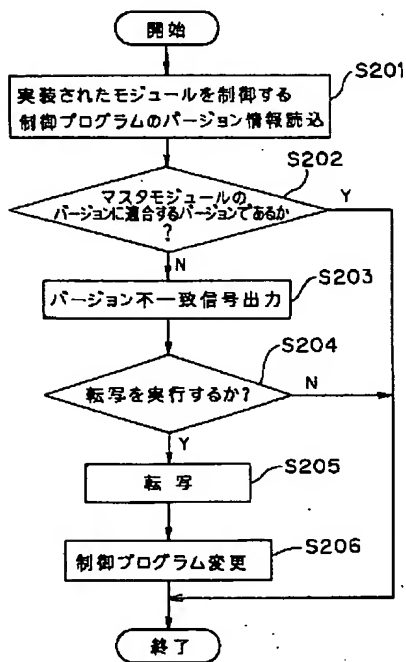 開始
S201
実装されたモジュールを制御する
制御プログラムのバージョン情報読込
S202
マスタモジュールの
バージョンに適合するバージョンであるか
?
Y
N
S203
バージョン不一致信号出力
S204
転写を実行するか?
N
Y
S205
転写
S206
制御プログラム変更
終了